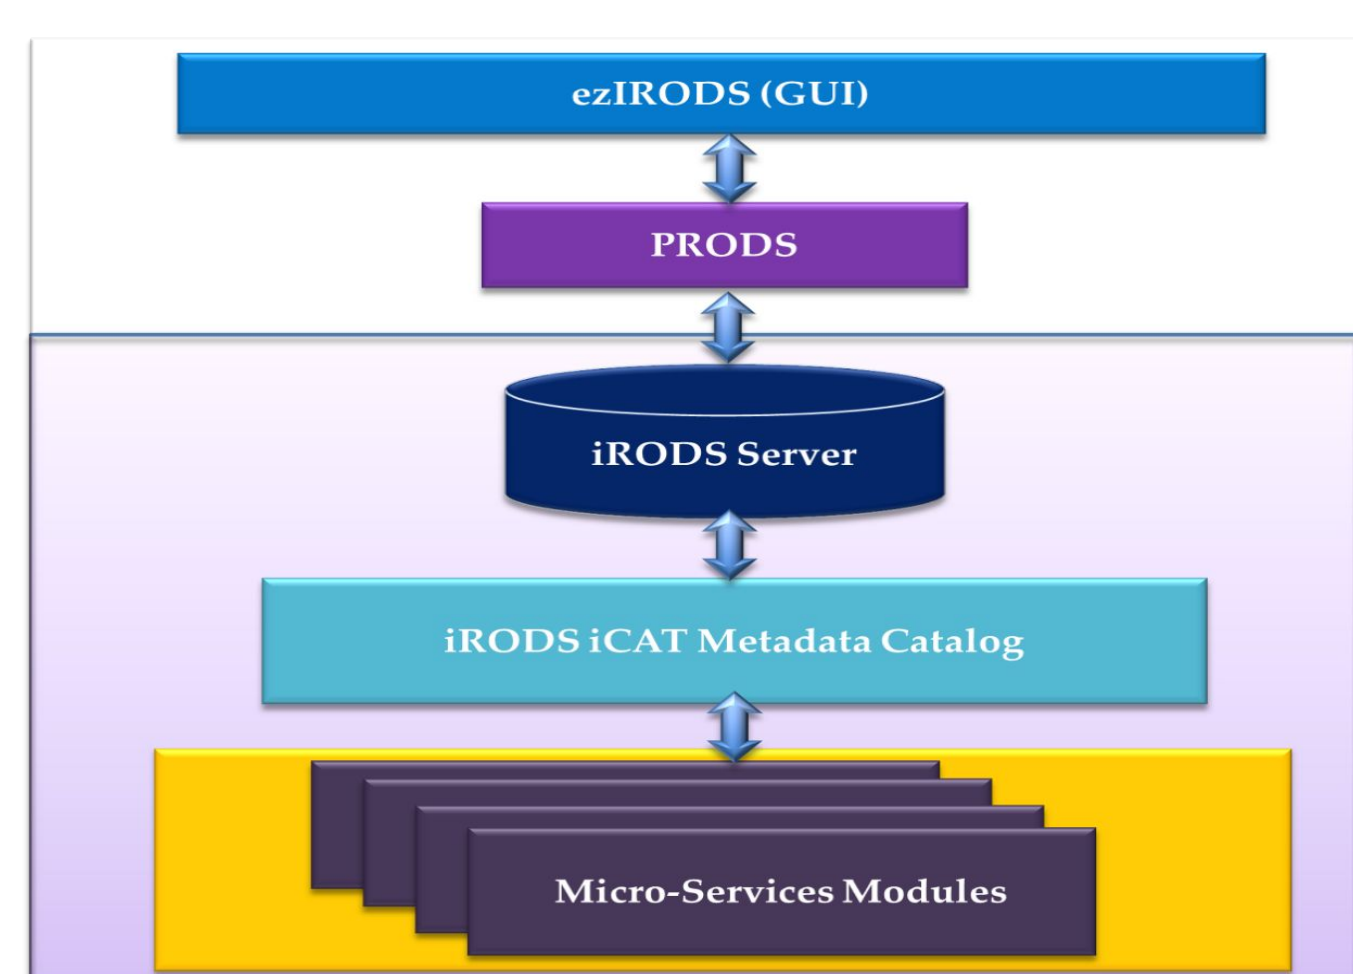 ezIRODS (GUI)
PRODS
iRODS Server
iRODS iCAT Metadata Catalog
Micro-Services Modules